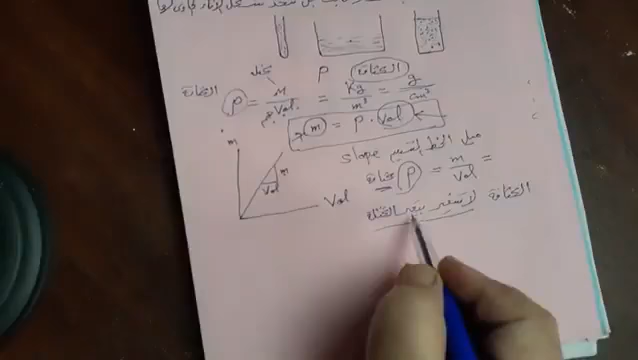 ρ الكثافة
كتلة
الكثافة ρ = M / Vol. = Kg / m³ = g / cm³
حجم
m = ρ . Vol
ميل الخط المستقيم slope
m
m
Vol
Vol
كثافة ρ = m / Vol =
الكثافة لا تتغير بتغير الكتلة